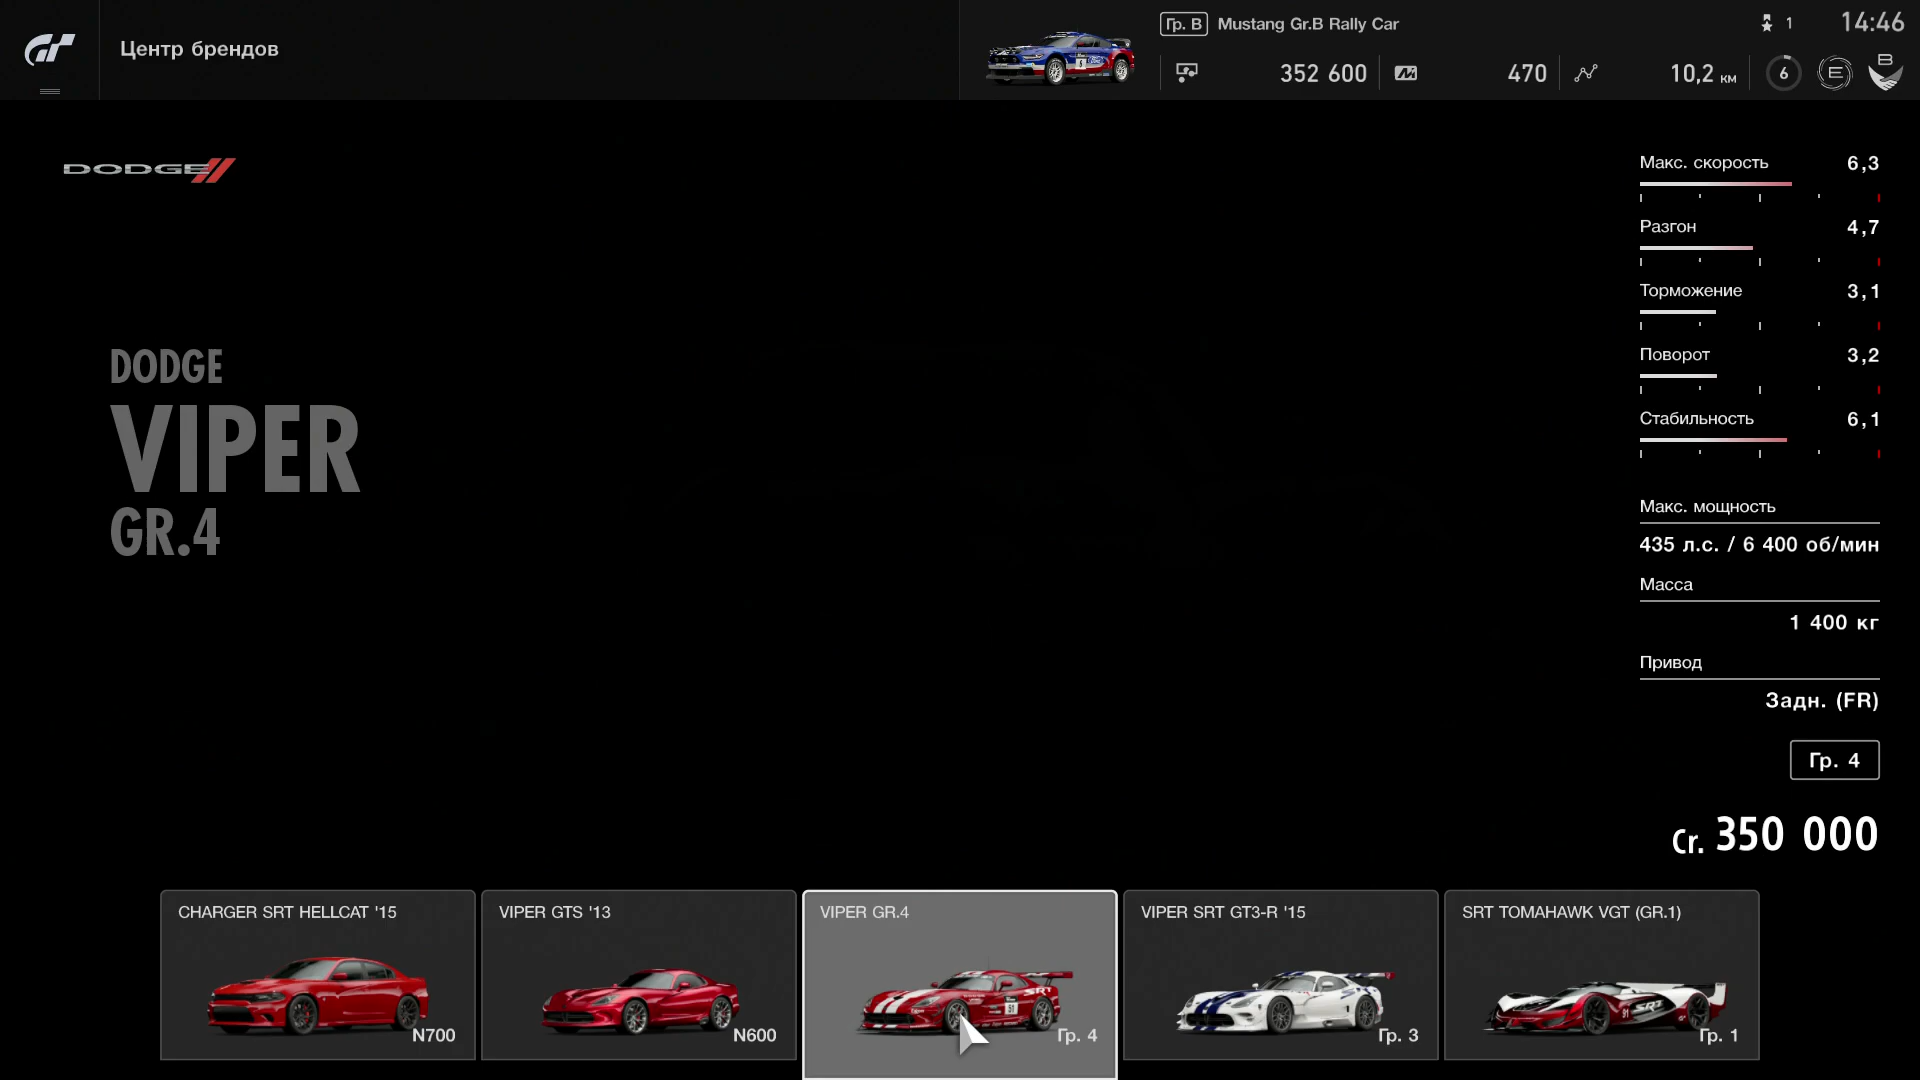 Центр брендов
Гр. B Mustang Gr.B Rally Car
1
14:46
352 600
470
10,2 км
6
E
B
DODGE
DODGE
VIPER
GR.4
Макс. скорость 6,3
Разгон 4,7
Торможение 3,1
Поворот 3,2
Стабильность 6,1
Макс. мощность
435 л.с. / 6 400 об/мин
Масса
1 400 кг
Привод
Задн. (FR)
Гр. 4
Cr. 350 000
CHARGER SRT HELLCAT '15
N700
VIPER GTS '13
N600
VIPER GR.4
SRT
91
Гр. 4
VIPER SRT GT3-R '15
Гр. 3
SRT TOMAHAWK VGT (GR.1)
SRT
Гр. 1